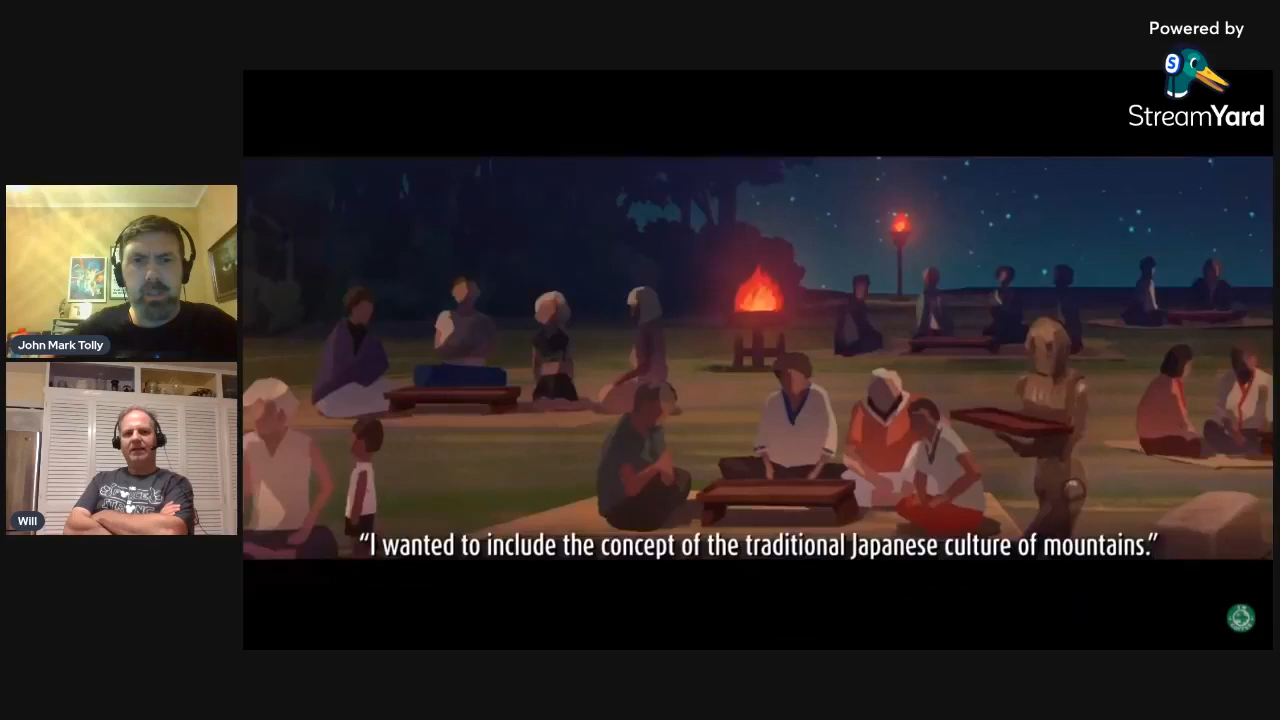 Powered by
StreamYard
John Mark Tolly
Will
“I wanted to include the concept of the traditional Japanese culture of mountains.”